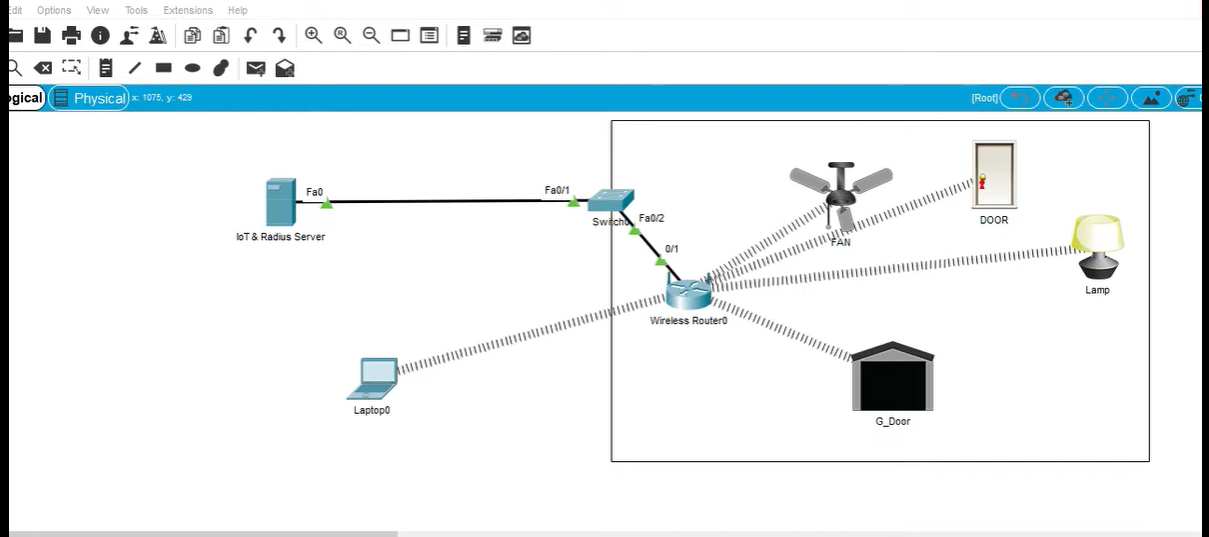 Edit Options View Tools Extensions Help
ogical Physical x: 1075, y: 429 [Root]
Fa0 Fa0/1
Switch0 Fa0/2
IoT & Radius Server
0/1
Wireless Router0
FAN
DOOR
Lamp
Laptop0
G_Door